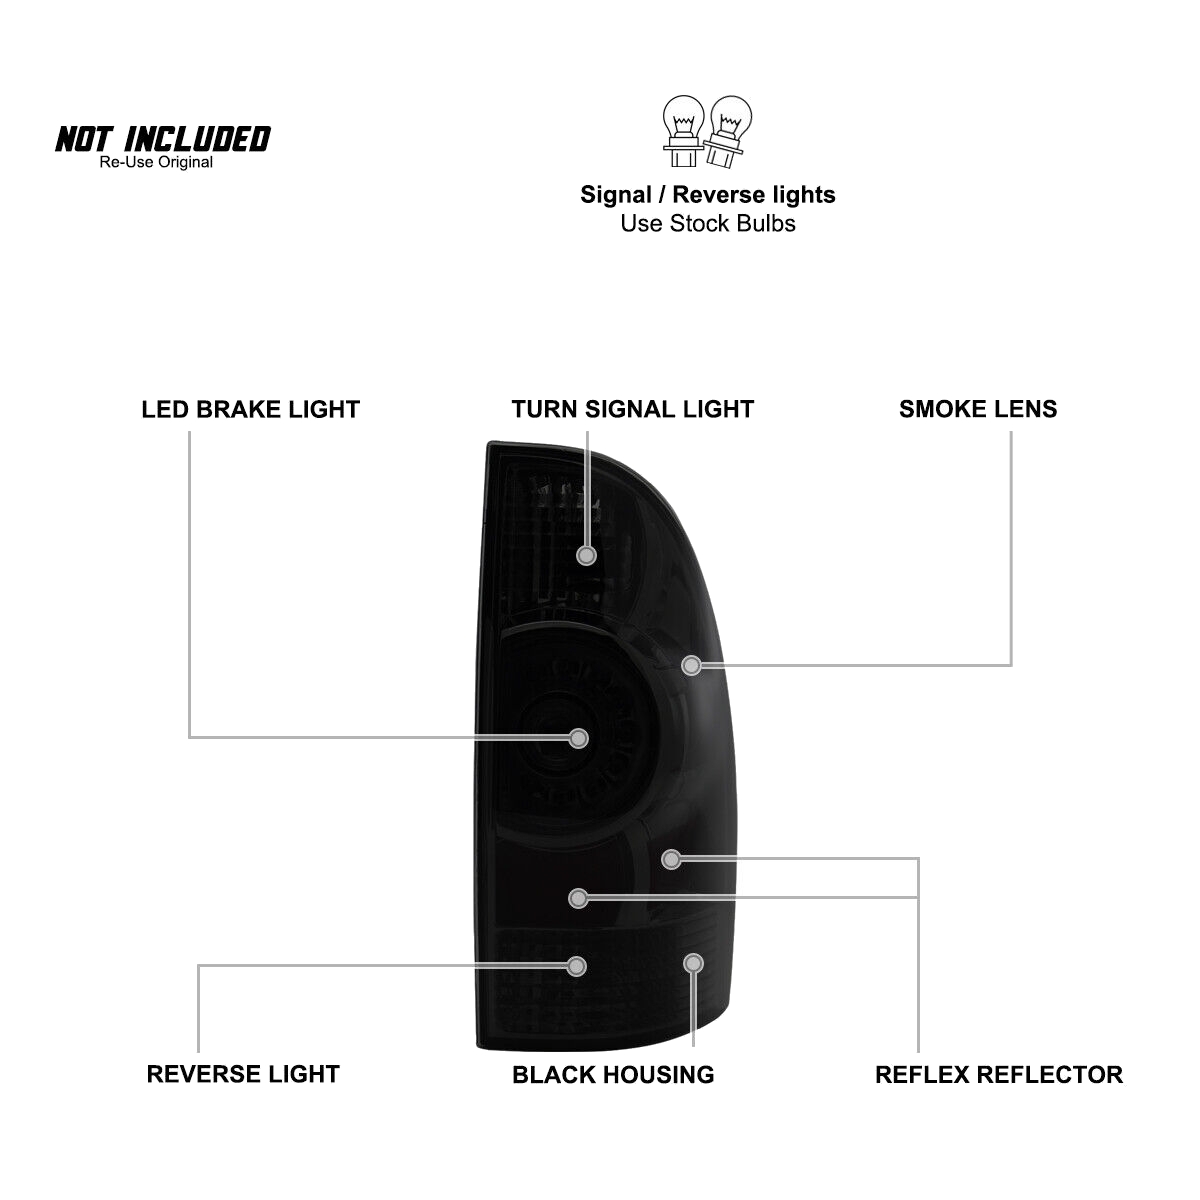 NOT INCLUDED
Re-Use Original
Signal / Reverse lights
Use Stock Bulbs
LED BRAKE LIGHT
TURN SIGNAL LIGHT
SMOKE LENS
REVERSE LIGHT
BLACK HOUSING
REFLEX REFLECTOR